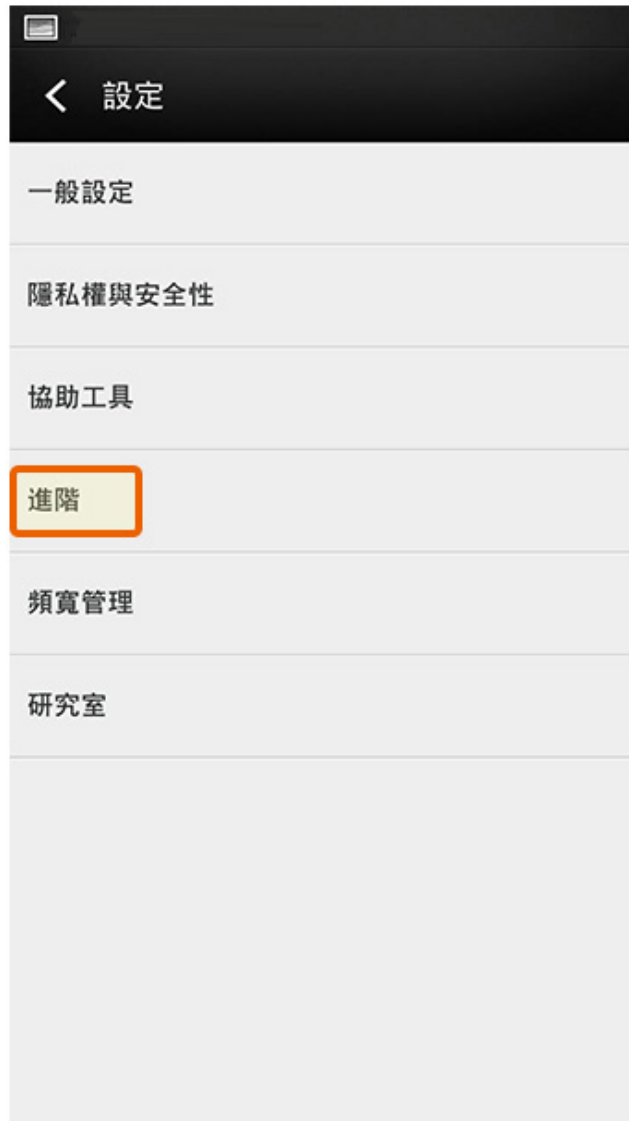 設定
一般設定
隱私權與安全性
協助工具
進階
頻寬管理
研究室